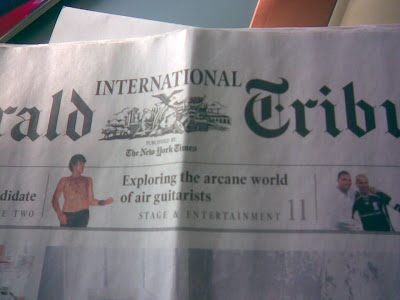 INTERNATIONAL
rald Tribu
PUBLISHED BY
The New York Times
didate
E TWO
Exploring the arcane world
of air guitarists
STAGE & ENTERTAINMENT 11